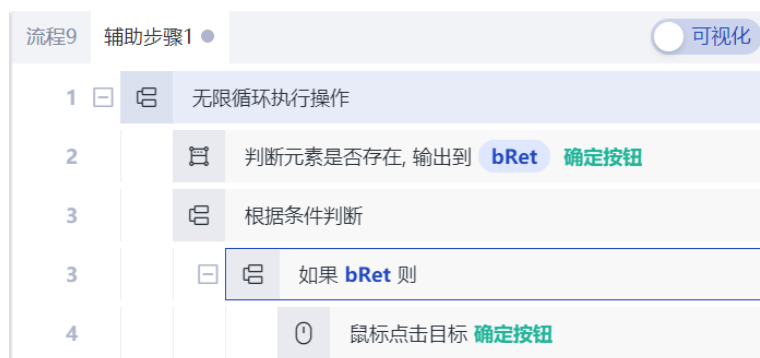 流程9 辅助步骤1 可视化
1 无限循环执行操作
2 判断元素是否存在, 输出到 bRet 确定按钮
3 根据条件判断
3 如果 bRet 则
4 鼠标点击目标 确定按钮